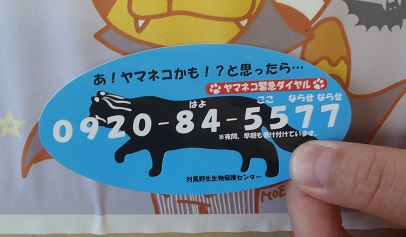 あ！ヤマネコかも！？と思ったら…
ヤマネコ緊急ダイヤル
はよ ここ ならせ ならせ
0920-84-5577
※夜間、早朝も受け付けています。
対馬野生生物保護センター
MOE